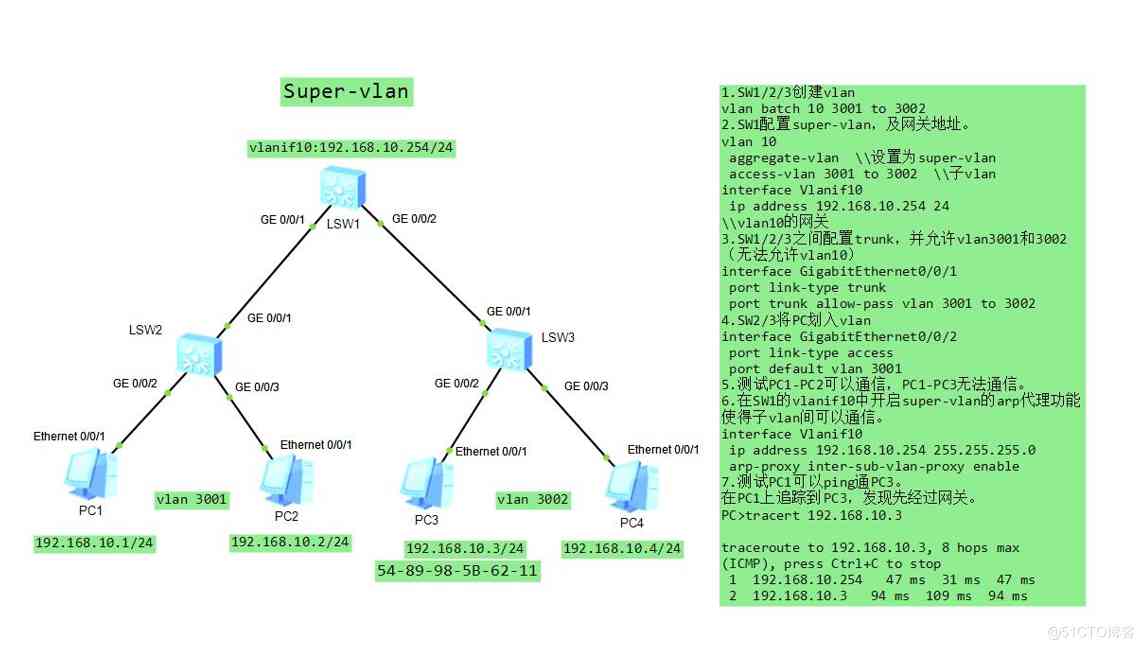 Super-vlan
vlanif10:192.168.10.254/24
GE 0/0/1
GE 0/0/2
LSW1
GE 0/0/1
GE 0/0/1
LSW2
LSW3
GE 0/0/2
GE 0/0/3
GE 0/0/2
GE 0/0/3
Ethernet 0/0/1
Ethernet 0/0/1
Ethernet 0/0/1
Ethernet 0/0/1
vlan 3001
vlan 3002
PC1
PC2
PC3
PC4
192.168.10.1/24
192.168.10.2/24
192.168.10.3/24
192.168.10.4/24
54-89-98-5B-62-11
1.SW1/2/3创建vlan
vlan batch 10 3001 to 3002
2.SW1配置super-vlan，及网关地址。
vlan 10
aggregate-vlan \\设置为super-vlan
access-vlan 3001 to 3002 \\子vlan
interface Vlanif10
ip address 192.168.10.254 24
\\vlan10的网关
3.SW1/2/3之间配置trunk，并允许vlan3001和3002
（无法允许vlan10）
interface GigabitEthernet0/0/1
port link-type trunk
port trunk allow-pass vlan 3001 to 3002
4.SW2/3将PC划入vlan
interface GigabitEthernet0/0/2
port link-type access
port default vlan 3001
5.测试PC1-PC2可以通信，PC1-PC3无法通信。
6.在SW1的vlanif10中开启super-vlan的arp代理功能
使得子vlan间可以通信。
interface Vlanif10
ip address 192.168.10.254 255.255.255.0
arp-proxy inter-sub-vlan-proxy enable
7.测试PC1可以ping通PC3。
在PC1上追踪到PC3，发现先经过网关。
PC>tracert 192.168.10.3
traceroute to 192.168.10.3, 8 hops max
(ICMP), press Ctrl+C to stop
1 192.168.10.254 47 ms 31 ms 47 ms
2 192.168.10.3 94 ms 109 ms 94 ms
@51CTO博客